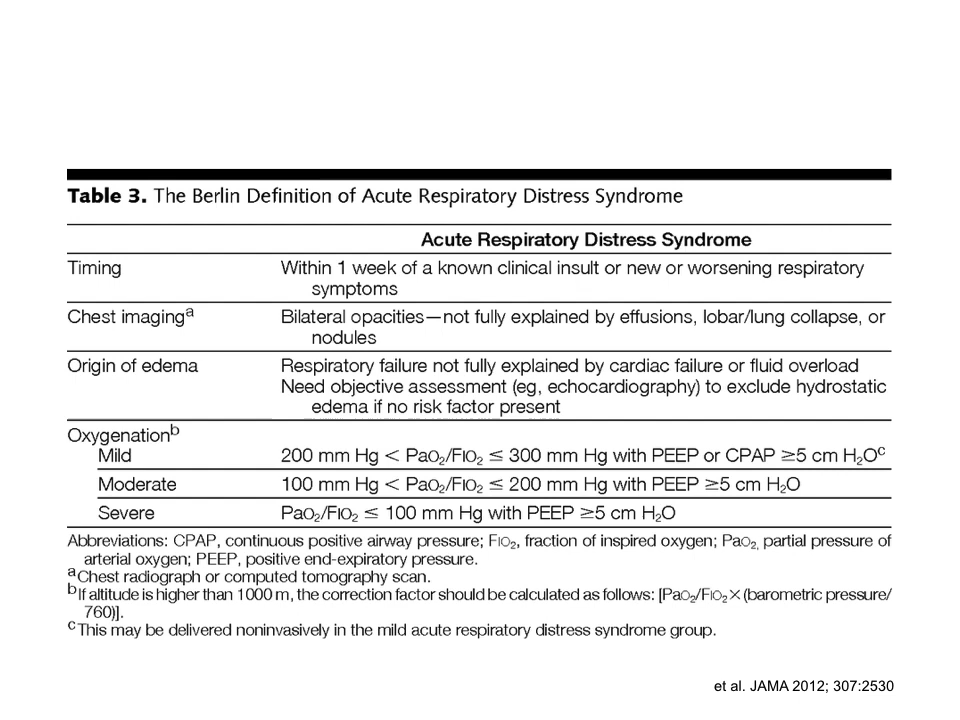 Table 3. The Berlin Definition of Acute Respiratory Distress Syndrome
Acute Respiratory Distress Syndrome
Timing Within 1 week of a known clinical insult or new or worsening respiratory
symptoms
Chest imagingᵃ Bilateral opacities—not fully explained by effusions, lobar/lung collapse, or
nodules
Origin of edema Respiratory failure not fully explained by cardiac failure or fluid overload
Need objective assessment (eg, echocardiography) to exclude hydrostatic
edema if no risk factor present
Oxygenationᵇ
Mild 200 mm Hg < PaO₂/FIO₂ ≤ 300 mm Hg with PEEP or CPAP ≥5 cm H₂Oᶜ
Moderate 100 mm Hg < PaO₂/FIO₂ ≤ 200 mm Hg with PEEP ≥5 cm H₂O
Severe PaO₂/FIO₂ ≤ 100 mm Hg with PEEP ≥5 cm H₂O
Abbreviations: CPAP, continuous positive airway pressure; FIO₂, fraction of inspired oxygen; PaO₂, partial pressure of
arterial oxygen; PEEP, positive end-expiratory pressure.
ᵃChest radiograph or computed tomography scan.
ᵇIf altitude is higher than 1000 m, the correction factor should be calculated as follows: [PaO₂/FIO₂×(barometric pressure/
760)].
ᶜThis may be delivered noninvasively in the mild acute respiratory distress syndrome group.
et al. JAMA 2012; 307:2530